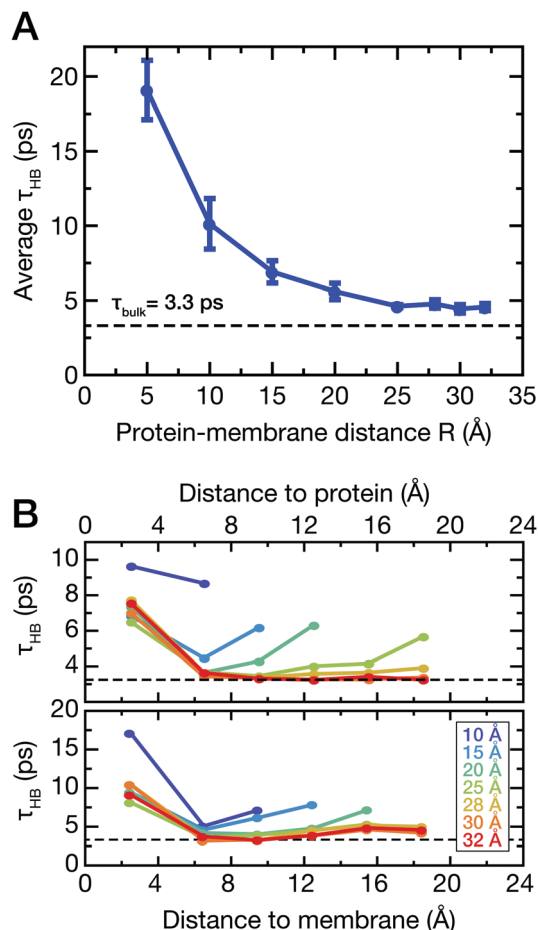 A
Average τHB (ps)
20
15
10
5
0
τbulk= 3.3 ps
0 5 10 15 20 25 30 35
Protein-membrane distance R (Å)
B
Distance to protein (Å)
0 4 8 12 16 20 24
τHB (ps)
10
8
6
4
τHB (ps)
20
15
10
5
0
10 Å
15 Å
20 Å
25 Å
28 Å
30 Å
32 Å
0 4 8 12 16 20 24
Distance to membrane (Å)